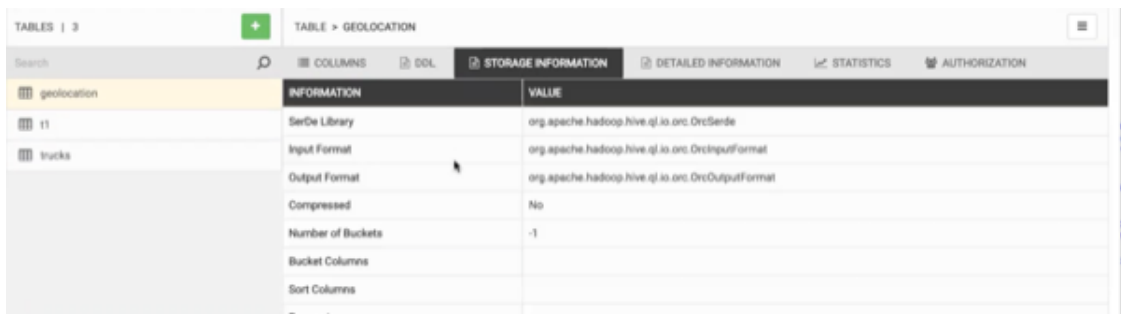 TABLES | 3
+
TABLE > GEOLOCATION
Search
COLUMNS
DDL
STORAGE INFORMATION
DETAILED INFORMATION
STATISTICS
AUTHORIZATION
geolocation
t1
trucks
INFORMATION VALUE
SerDe Library org.apache.hadoop.hive.ql.io.orc.OrcSerde
Input Format org.apache.hadoop.hive.ql.io.orc.OrcInputFormat
Output Format org.apache.hadoop.hive.ql.io.orc.OrcOutputFormat
Compressed No
Number of Buckets -1
Bucket Columns
Sort Columns